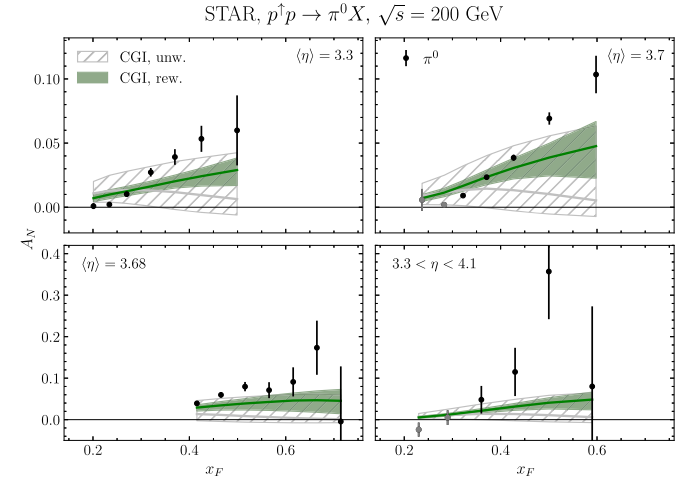 STAR, p↑p → π⁰X, √s = 200 GeV
CGI, unw.
CGI, rew.
⟨η⟩ = 3.3
π⁰
⟨η⟩ = 3.7
0.10
0.05
0.00
A_N
⟨η⟩ = 3.68
3.3 < η < 4.1
0.4
0.3
0.2
0.1
0.0
0.2 0.4 0.6 0.2 0.4 0.6
x_F x_F